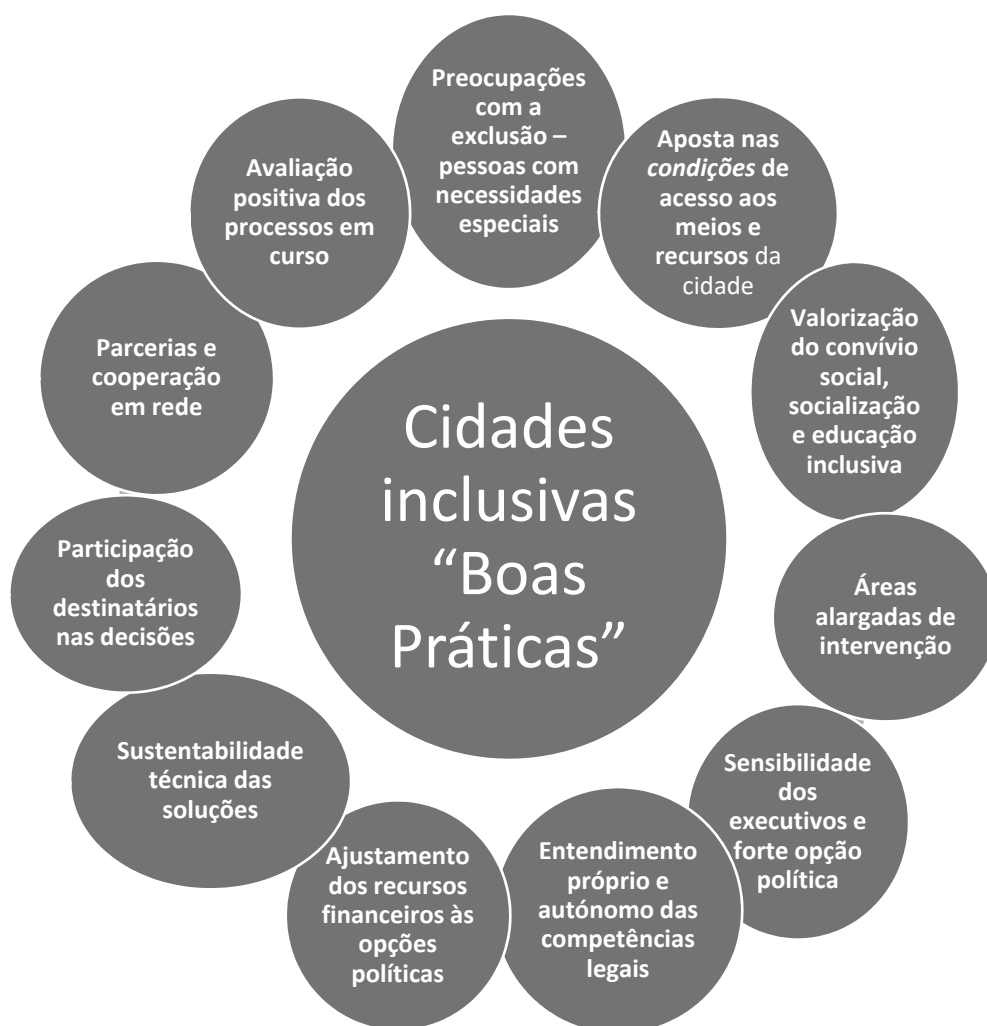 Preocupações
com a
exclusão –
pessoas com
necessidades
especiais
Aposta nas
condições de
acesso aos
meios e
recursos da
cidade
Valorização
do convívio
social,
socialização
e educação
inclusiva
Áreas
alargadas de
intervenção
Sensibilidade
dos
executivos e
forte opção
política
Entendimento
próprio e
autónomo das
competências
legais
Ajustamento
dos recursos
financeiros às
opções
políticas
Sustentabilidade
técnica das
soluções
Participação
dos
destinatários
nas decisões
Parcerias e
cooperação
em rede
Avaliação
positiva dos
processos em
curso
Cidades
inclusivas
“Boas
Práticas”